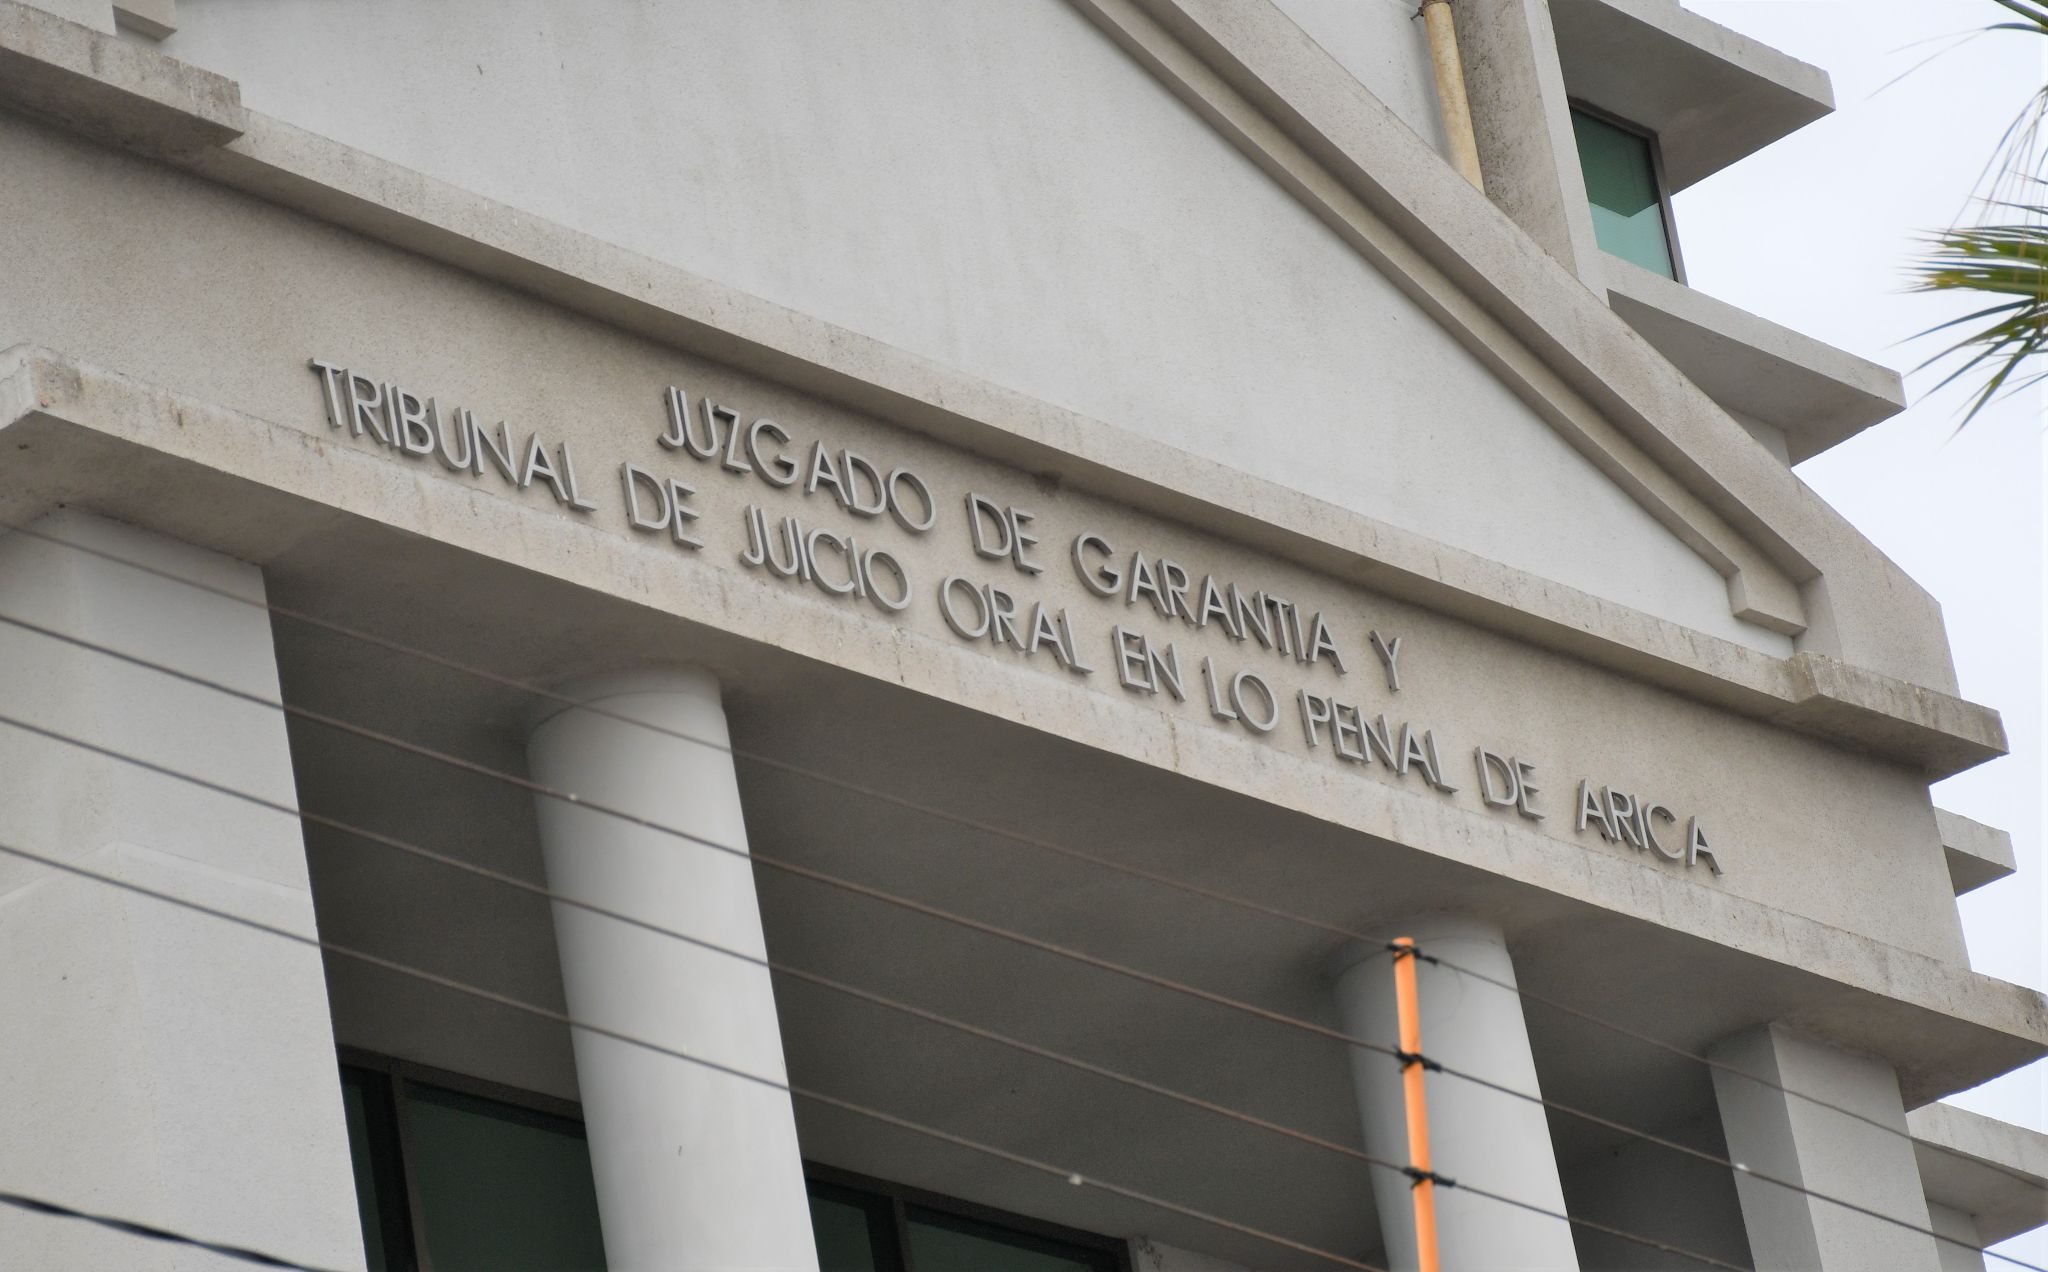 JUZGADO DE GARANTIA Y
TRIBUNAL DE JUICIO ORAL EN LO PENAL DE ARICA